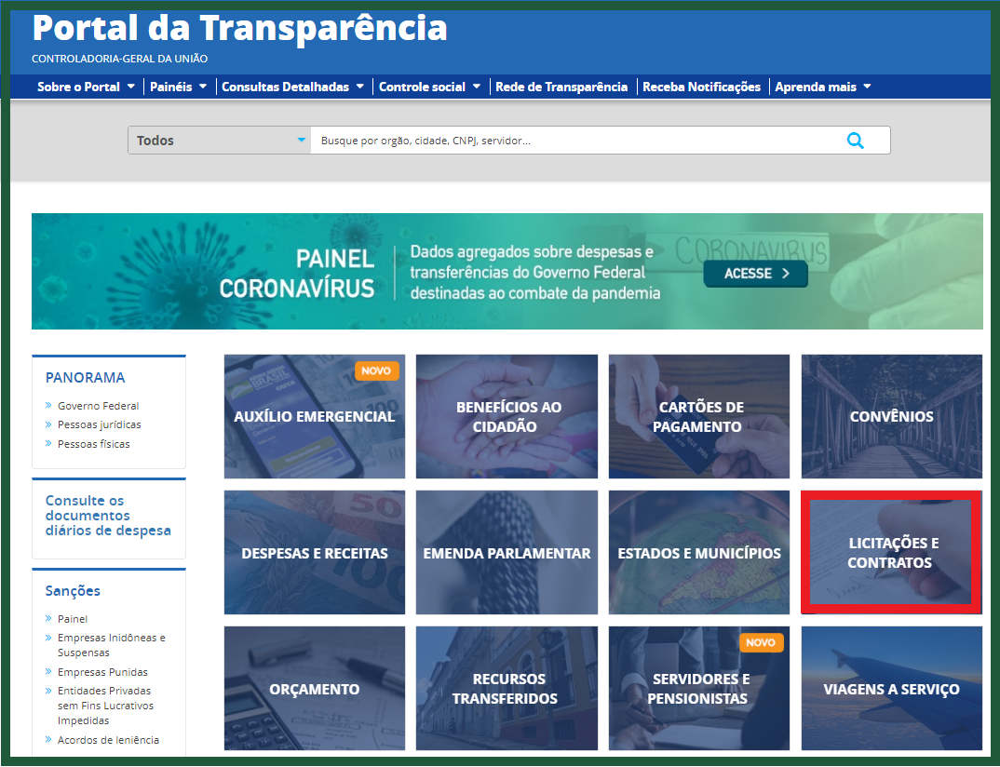 Portal da Transparência
CONTROLADORIA-GERAL DA UNIÃO
Sobre o Portal
Painéis
Consultas Detalhadas
Controle social
Rede de Transparência
Receba Notificações
Aprenda mais
Todos
Busque por orgão, cidade, CNPJ, servidor...
PAINEL
CORONAVÍRUS
Dados agregados sobre despesas e
transferências do Governo Federal
destinadas ao combate da pandemia
CORONAVIRUS
ACESSE
PANORAMA
Governo Federal
Pessoas jurídicas
Pessoas físicas
Consulte os
documentos
diários de despesa
Sanções
Painel
Empresas Inidôneas e
Suspensas
Empresas Punidas
Entidades Privadas
sem Fins Lucrativos
Impedidas
Acordos de leniência
NOVO
AUXÍLIO EMERGENCIAL
BENEFÍCIOS AO
CIDADÃO
CARTÕES DE
PAGAMENTO
CONVÊNIOS
50
DESPESAS E RECEITAS
EMENDA PARLAMENTAR
ESTADOS E MUNICÍPIOS
LICITAÇÕES E
CONTRATOS
ORÇAMENTO
RECURSOS
TRANSFERIDOS
NOVO
SERVIDORES E
PENSIONISTAS
VIAGENS A SERVIÇO